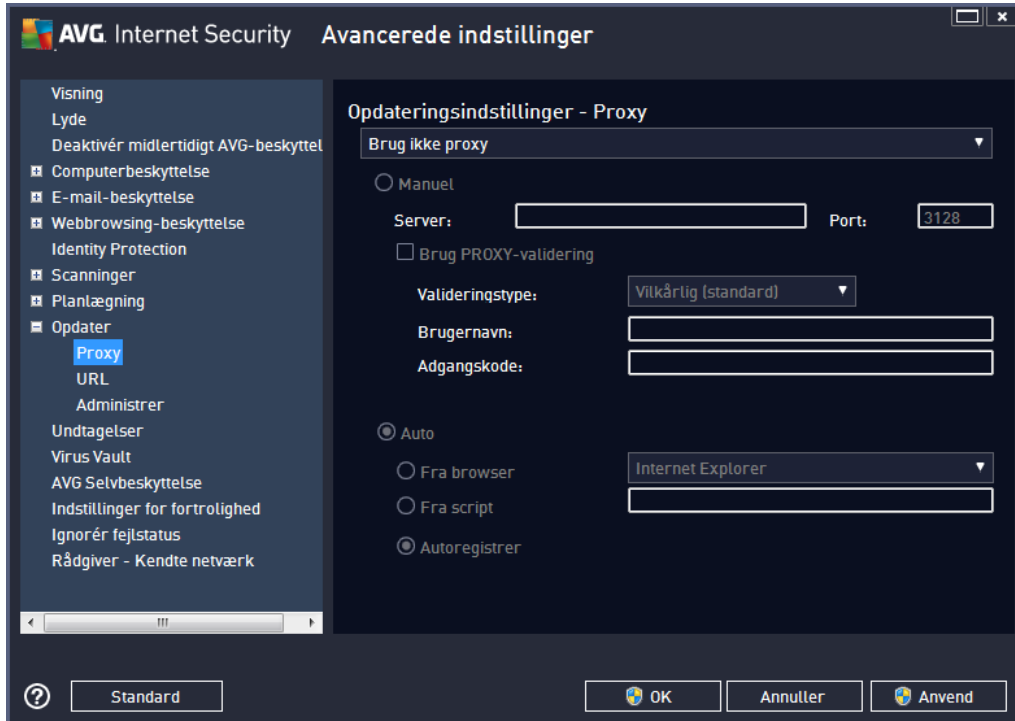 AVG. Internet Security Avancerede indstillinger
Visning
Lyde
Deaktivér midlertidigt AVG-beskyttel
Computerbeskyttelse
E-mail-beskyttelse
Webbrowsing-beskyttelse
Identity Protection
Scanninger
Planlægning
Opdater
Proxy
URL
Administrer
Undtagelser
Virus Vault
AVG Selvbeskyttelse
Indstillinger for fortrolighed
Ignorér fejlstatus
Rådgiver - Kendte netværk
Opdateringsindstillinger - Proxy
Brug ikke proxy
Manuel
Server: Port: 3128
Brug PROXY-validering
Valideringstype: Vilkårlig (standard)
Brugernavn:
Adgangskode:
Auto
Fra browser Internet Explorer
Fra script
Autoregistrer
Standard OK Annuller Anvend